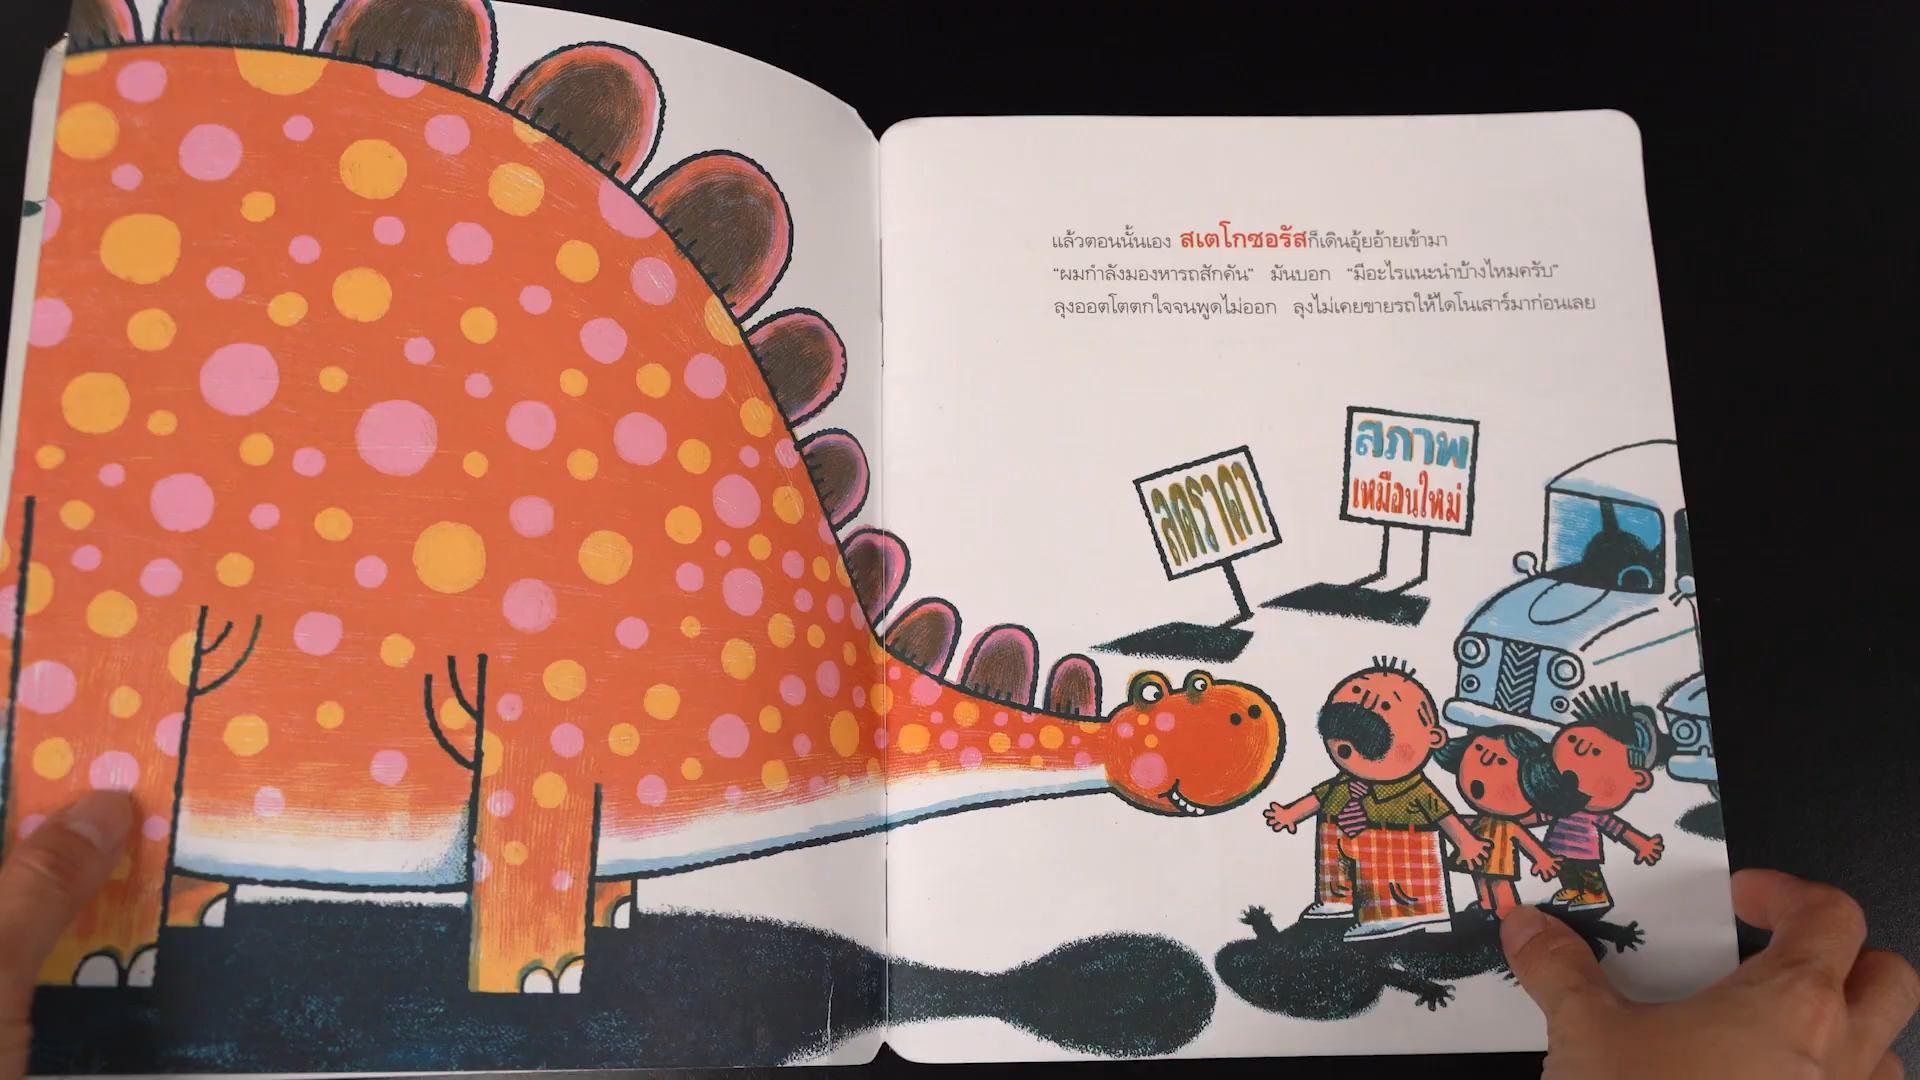 แล้วตอนนั้นเอง สเตโกซอรัสก็เดินอุ้ยอ้ายเข้ามา
“ผมกำลังมองหารถสักคัน” มันบอก “มีอะไรแนะนำบ้างไหมครับ”
ลุงออตโตตกใจจนพูดไม่ออก ลุงไม่เคยขายรถให้ไดโนเสาร์มาก่อนเลย
ลดราคา
สภาพ
เหมือนใหม่